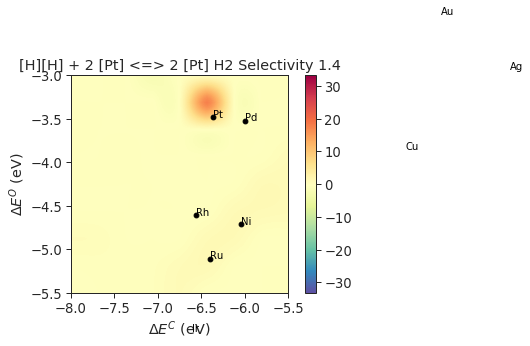 Au
[H][H] + 2 [Pt] <=> 2 [Pt] H2 Selectivity 1.4
Ag
−3.0
−3.5
−4.0
−4.5
−5.0
−5.5
ΔE^O (eV)
Pt
Pd
Cu
Rh
Ni
Ru
−8.0 −7.5 −7.0 −6.5 −6.0 −5.5
ΔE^C (eV)
Ir
30
20
10
0
−10
−20
−30